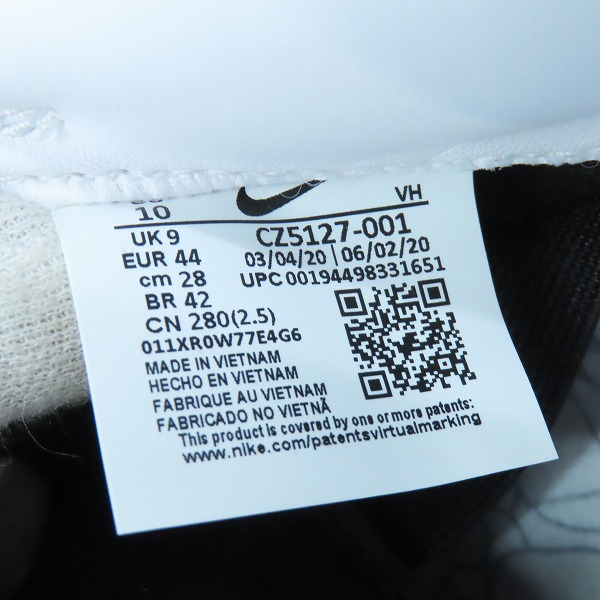 10
VH
UK 9
EUR 44
cm 28
BR 42
CN 280(2.5)
011XR0W77E4G6
CZ5127-001
03/04/20 | 06/02/20
UPC 00194498331651
MADE IN VIETNAM
HECHO EN VIETNAM
FABRIQUE AU VIETNAM
FABRICADO NO VIETNÃ
This product is covered by one or more patents:
www.nike.com/patentsvirtualmarking